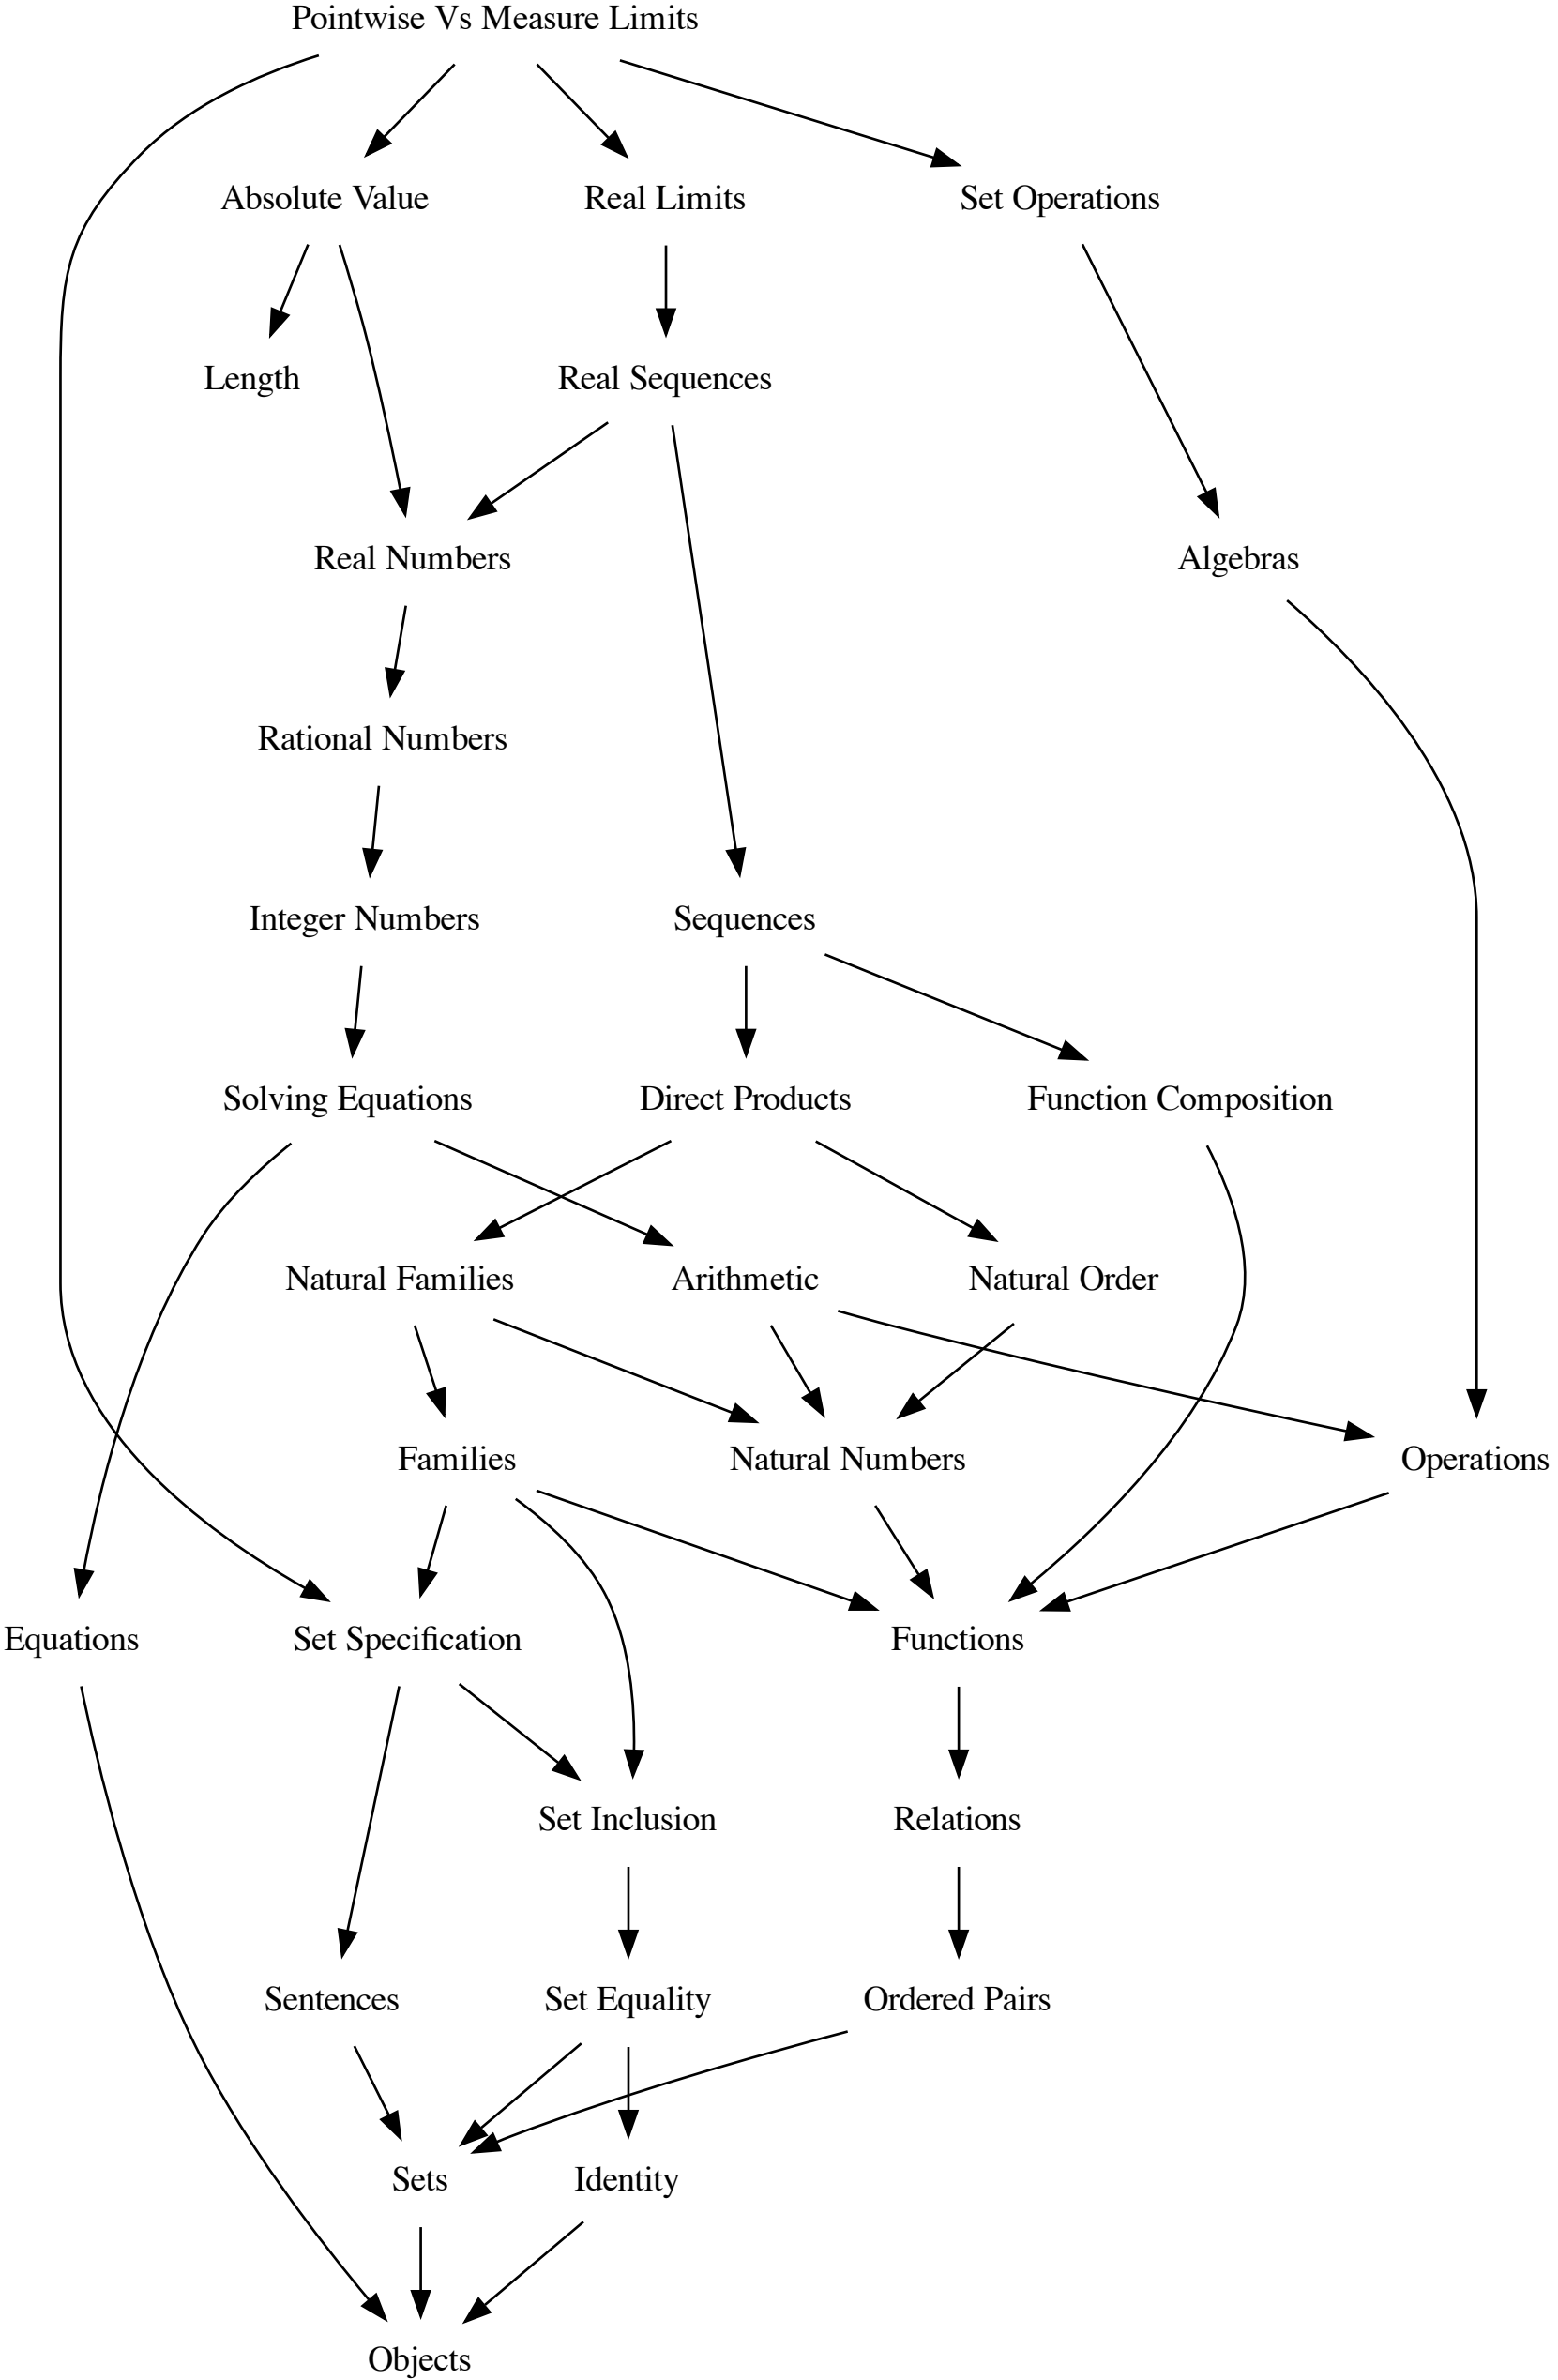 Pointwise Vs Measure Limits
Absolute Value
Real Limits
Set Operations
Length
Real Sequences
Real Numbers
Algebras
Rational Numbers
Integer Numbers
Sequences
Solving Equations
Direct Products
Function Composition
Natural Families
Arithmetic
Natural Order
Families
Natural Numbers
Operations
Equations
Set Specification
Functions
Set Inclusion
Relations
Sentences
Set Equality
Ordered Pairs
Sets
Identity
Objects